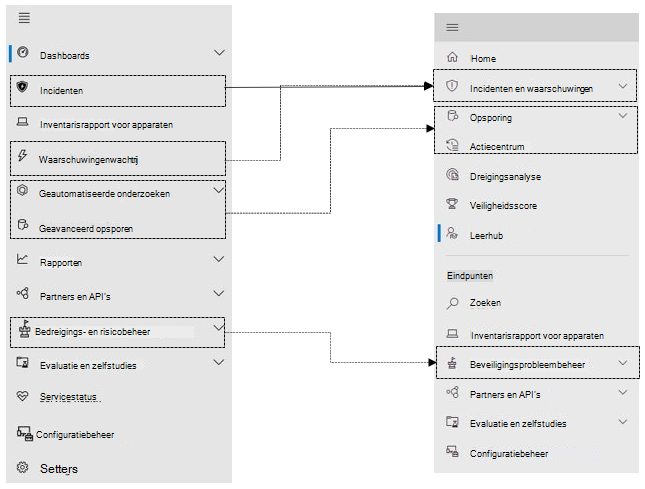 Dashboards
Incidenten
Inventarisrapport voor apparaten
Waarschuwingenwachtrij
Geautomatiseerde onderzoeken
Geavanceerd opsporen
Rapporten
Partners en API's
Bedreigings- en risicobeheer
Evaluatie en zelfstudies
Servicestatus
Configuratiebeheer
Setters
Home
Incidenten en waarschuwingen
Opsporing
Actiecentrum
Dreigingsanalyse
Veiligheidsscore
Leerhub
Eindpunten
Zoeken
Inventarisrapport voor apparaten
Beveiligingsprobleembeheer
Partners en API's
Evaluatie en zelfstudies
Configuratiebeheer